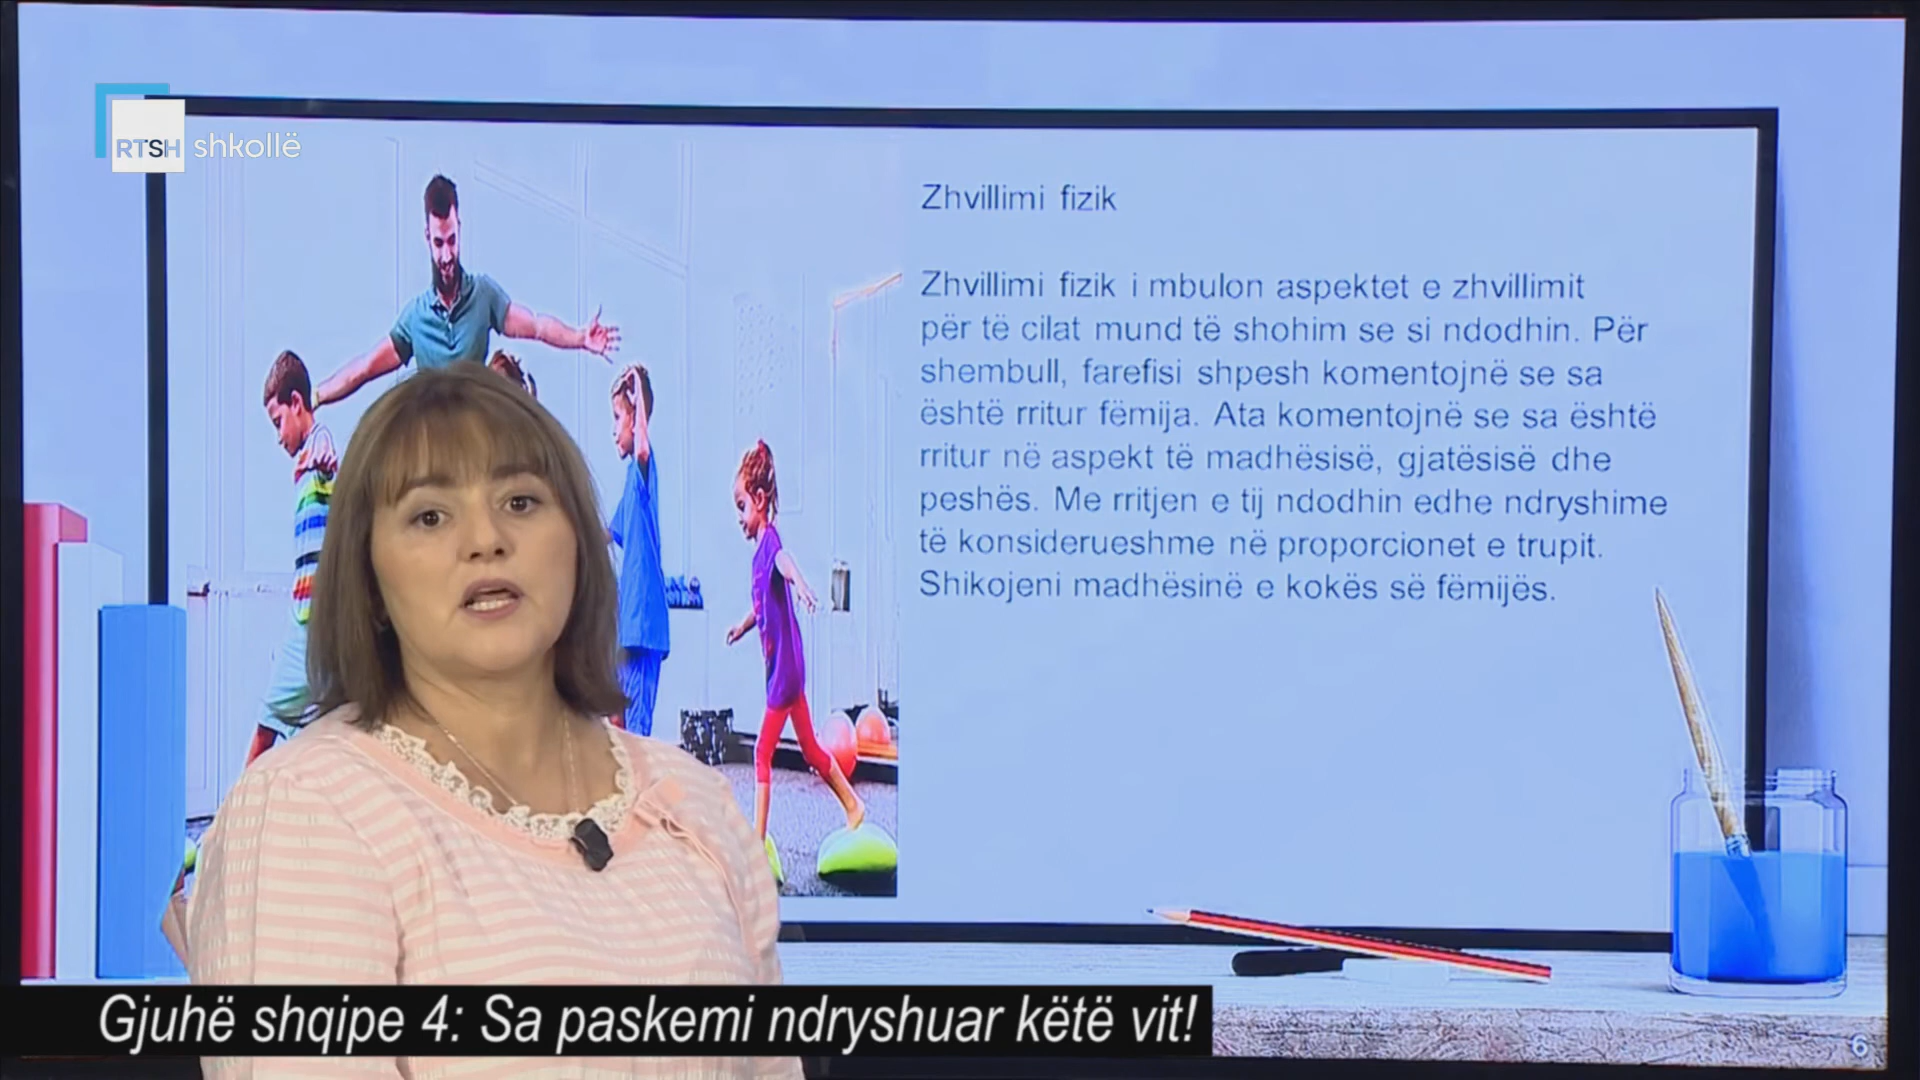 RTSH shkollë
Zhvillimi fizik
Zhvillimi fizik i mbulon aspektet e zhvillimit
për të cilat mund të shohim se si ndodhin. Për
shembull, farefisi shpesh komentojnë se sa
është rritur fëmija. Ata komentojnë se sa është
rritur në aspekt të madhësisë, gjatësisë dhe
peshës. Me rritjen e tij ndodhin edhe ndryshime
të konsiderueshme në proporcionet e trupit.
Shikojeni madhësinë e kokës së fëmijës.
Gjuhë shqipe 4: Sa paskemi ndryshuar këtë vit!
6